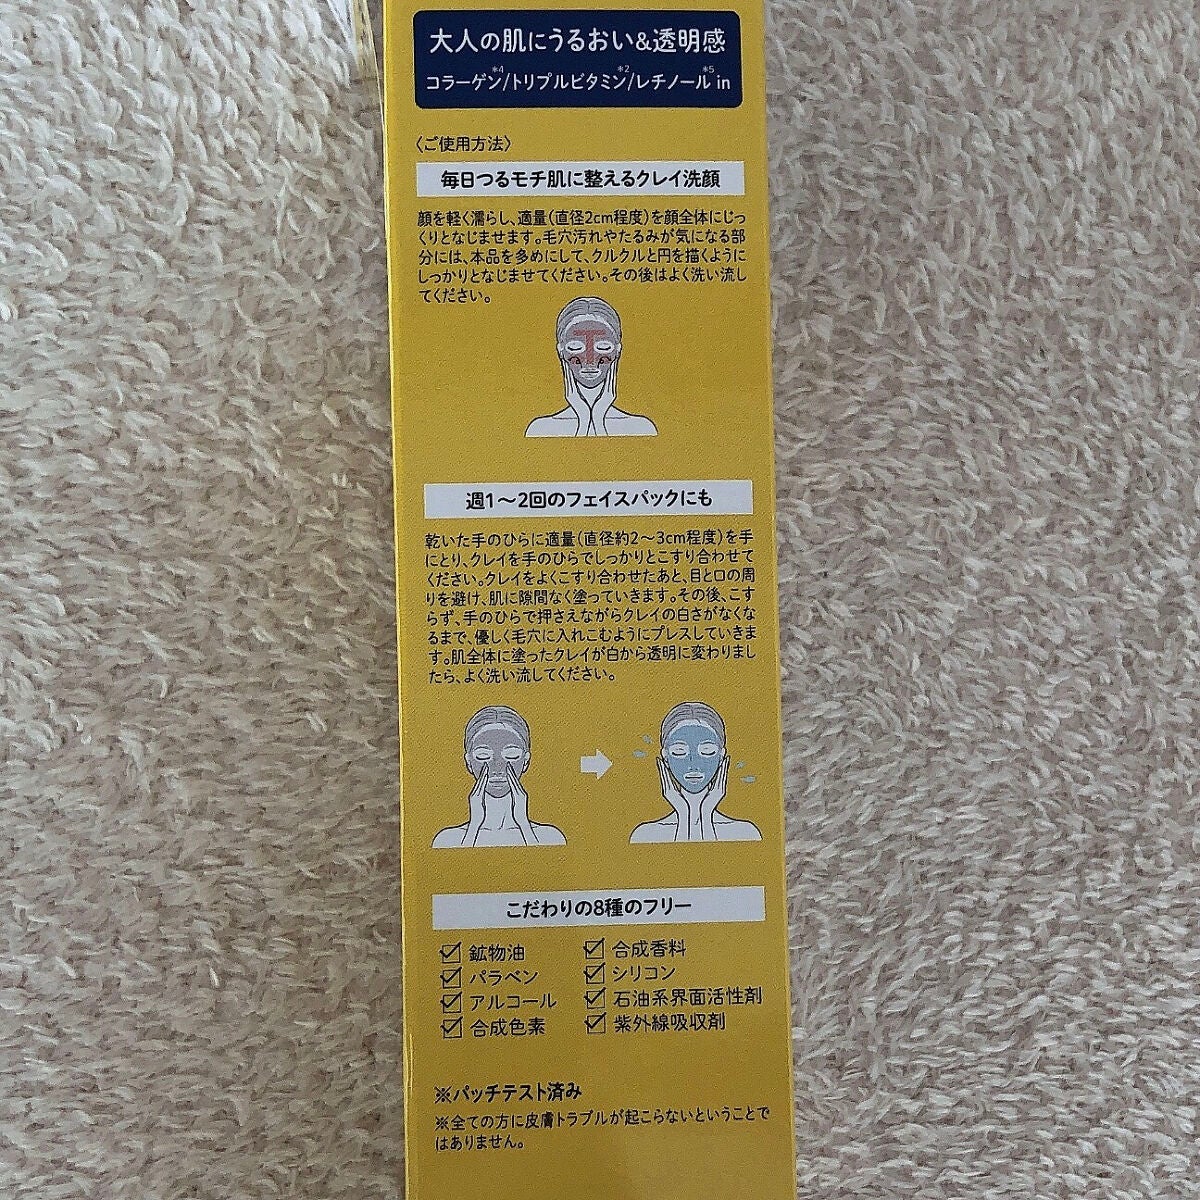 大人の肌にうるおい&透明感
コラーゲン※4/トリプルビタミン※2/レチノール※5 in
〈ご使用方法〉
毎日つるモチ肌に整えるクレイ洗顔
顔を軽く濡らし、適量(直径2cm程度)を顔全体にじっ
くりとなじませます。毛穴汚れやたるみが気になる部
分には、本品を多めにして、クルクルと円を描くように
しっかりとなじませてください。その後はよく洗い流し
てください。
週1〜2回のフェイスパックにも
乾いた手のひらに適量(直径約2〜3cm程度)を手
にとり、クレイを手のひらでしっかりとこすり合わせて
ください。クレイをよくこすり合わせたあと、目と口の周
りを避け、肌に隙間なく塗っていきます。その後、こす
らず、手のひらで押さえながらクレイの白さがなくな
るまで、優しく毛穴に入れこむようにプレスしていきま
す。肌全体に塗ったクレイが白から透明に変わりまし
たら、よく洗い流してください。
こだわりの8種のフリー
鉱物油
パラベン
アルコール
合成色素
合成香料
シリコン
石油系界面活性剤
紫外線吸収剤
※パッチテスト済み
※全ての方に皮膚トラブルが起こらないということで
はありません。